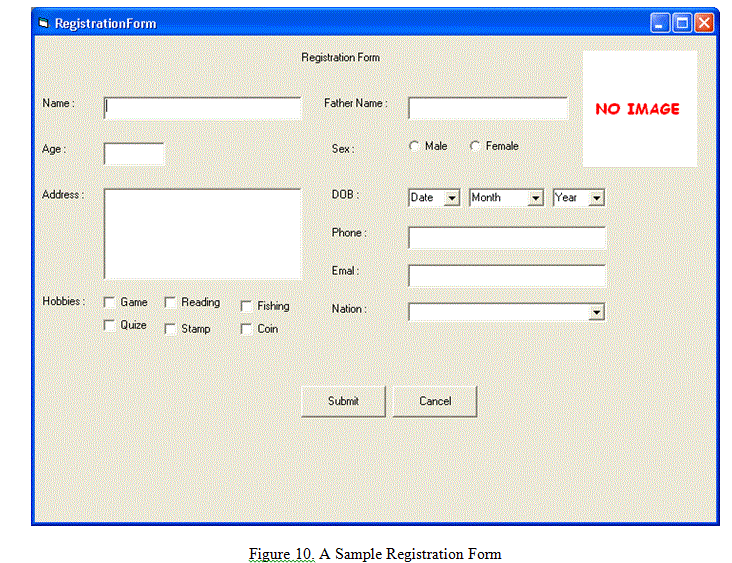 RegistrationForm
Registration Form
NO IMAGE
Name :
Father Name :
Age :
Sex :
Male
Female
Address :
DOB :
Date
Month
Year
Phone :
Emal :
Hobbies :
Game
Reading
Fishing
Nation :
Quize
Stamp
Coin
Submit
Cancel
Figure 10. A Sample Registration Form